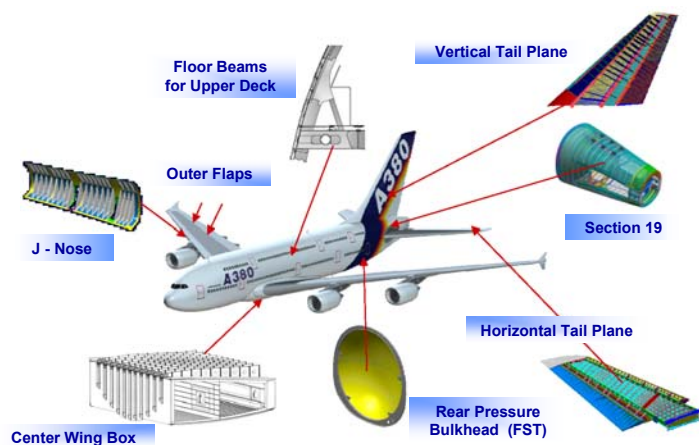 Vertical Tail Plane
Floor Beams
for Upper Deck
A380
Outer Flaps
J - Nose
Section 19
A380
Horizontal Tail Plane
Rear Pressure
Bulkhead (FST)
Center Wing Box